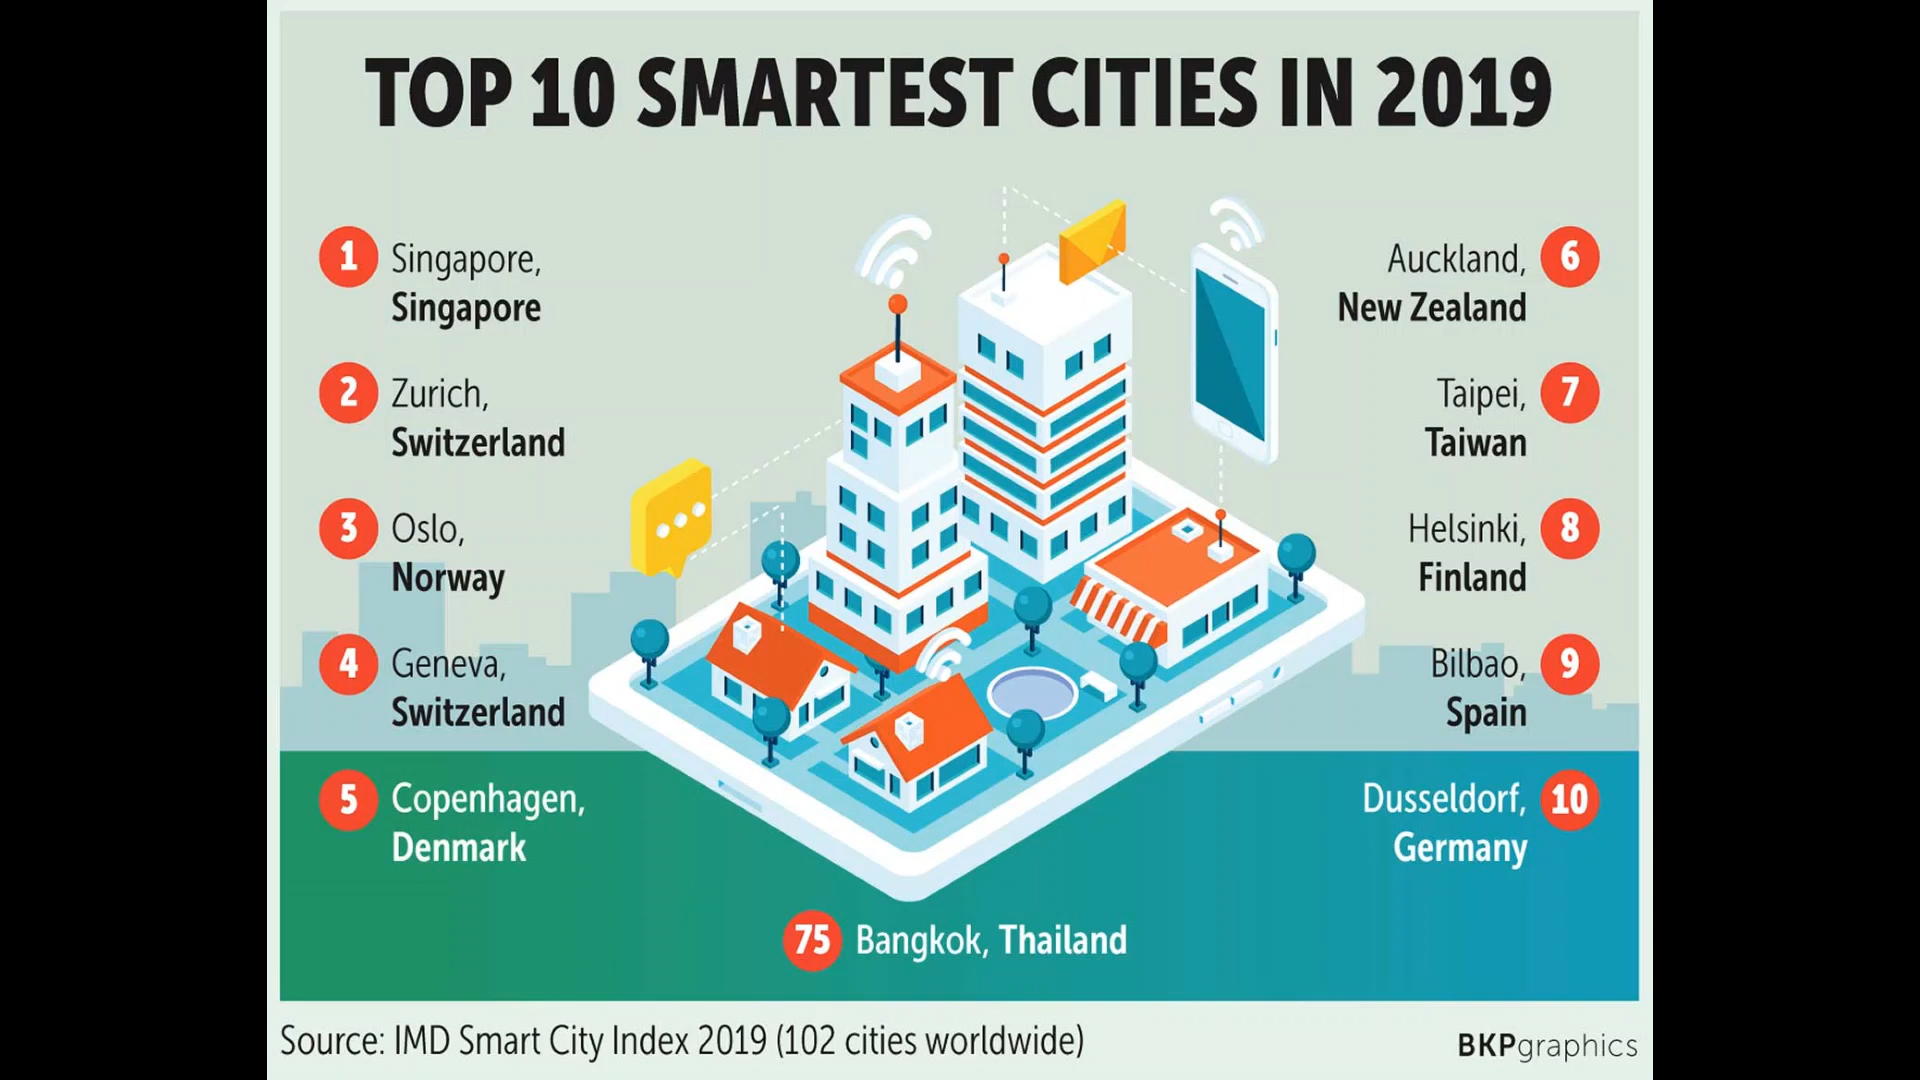 TOP 10 SMARTEST CITIES IN 2019
1 Singapore,
Singapore
2 Zurich,
Switzerland
3 Oslo,
Norway
4 Geneva,
Switzerland
5 Copenhagen,
Denmark
Auckland, 6
New Zealand
Taipei, 7
Taiwan
Helsinki, 8
Finland
Bilbao, 9
Spain
Dusseldorf, 10
Germany
75 Bangkok, Thailand
Source: IMD Smart City Index 2019 (102 cities worldwide)
BKPgraphics